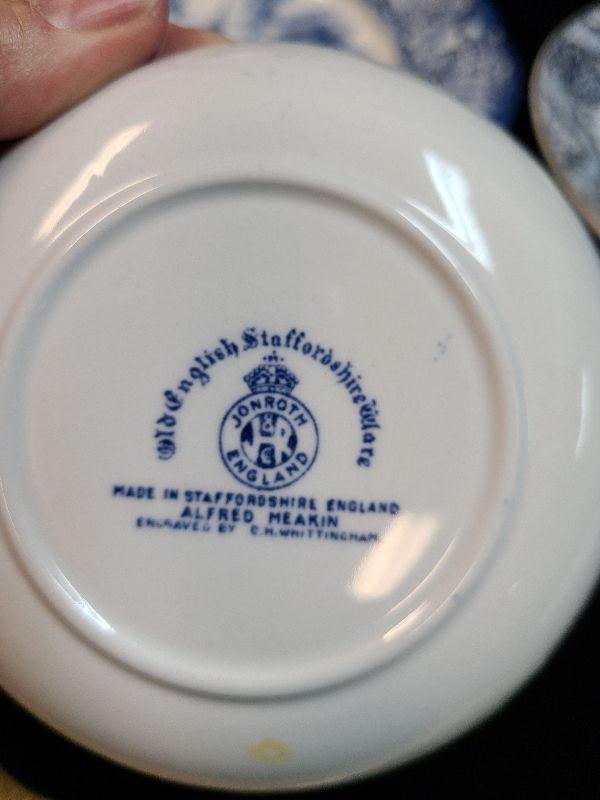 Old English Staffordshire Ware
JONROTH
ENGLAND
MADE IN STAFFORDSHIRE ENGLAND
ALFRED MEAKIN
ENGRAVED BY C.H.WHITTINGHAM